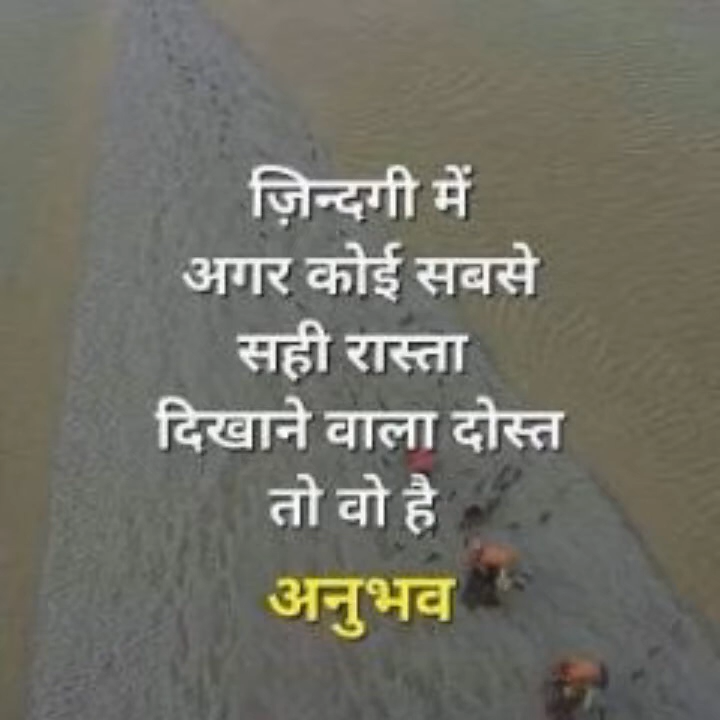 ज़िन्दगी में
अगर कोई सबसे
सही रास्ता
दिखाने वाला दोस्त
तो वो है
अनुभव